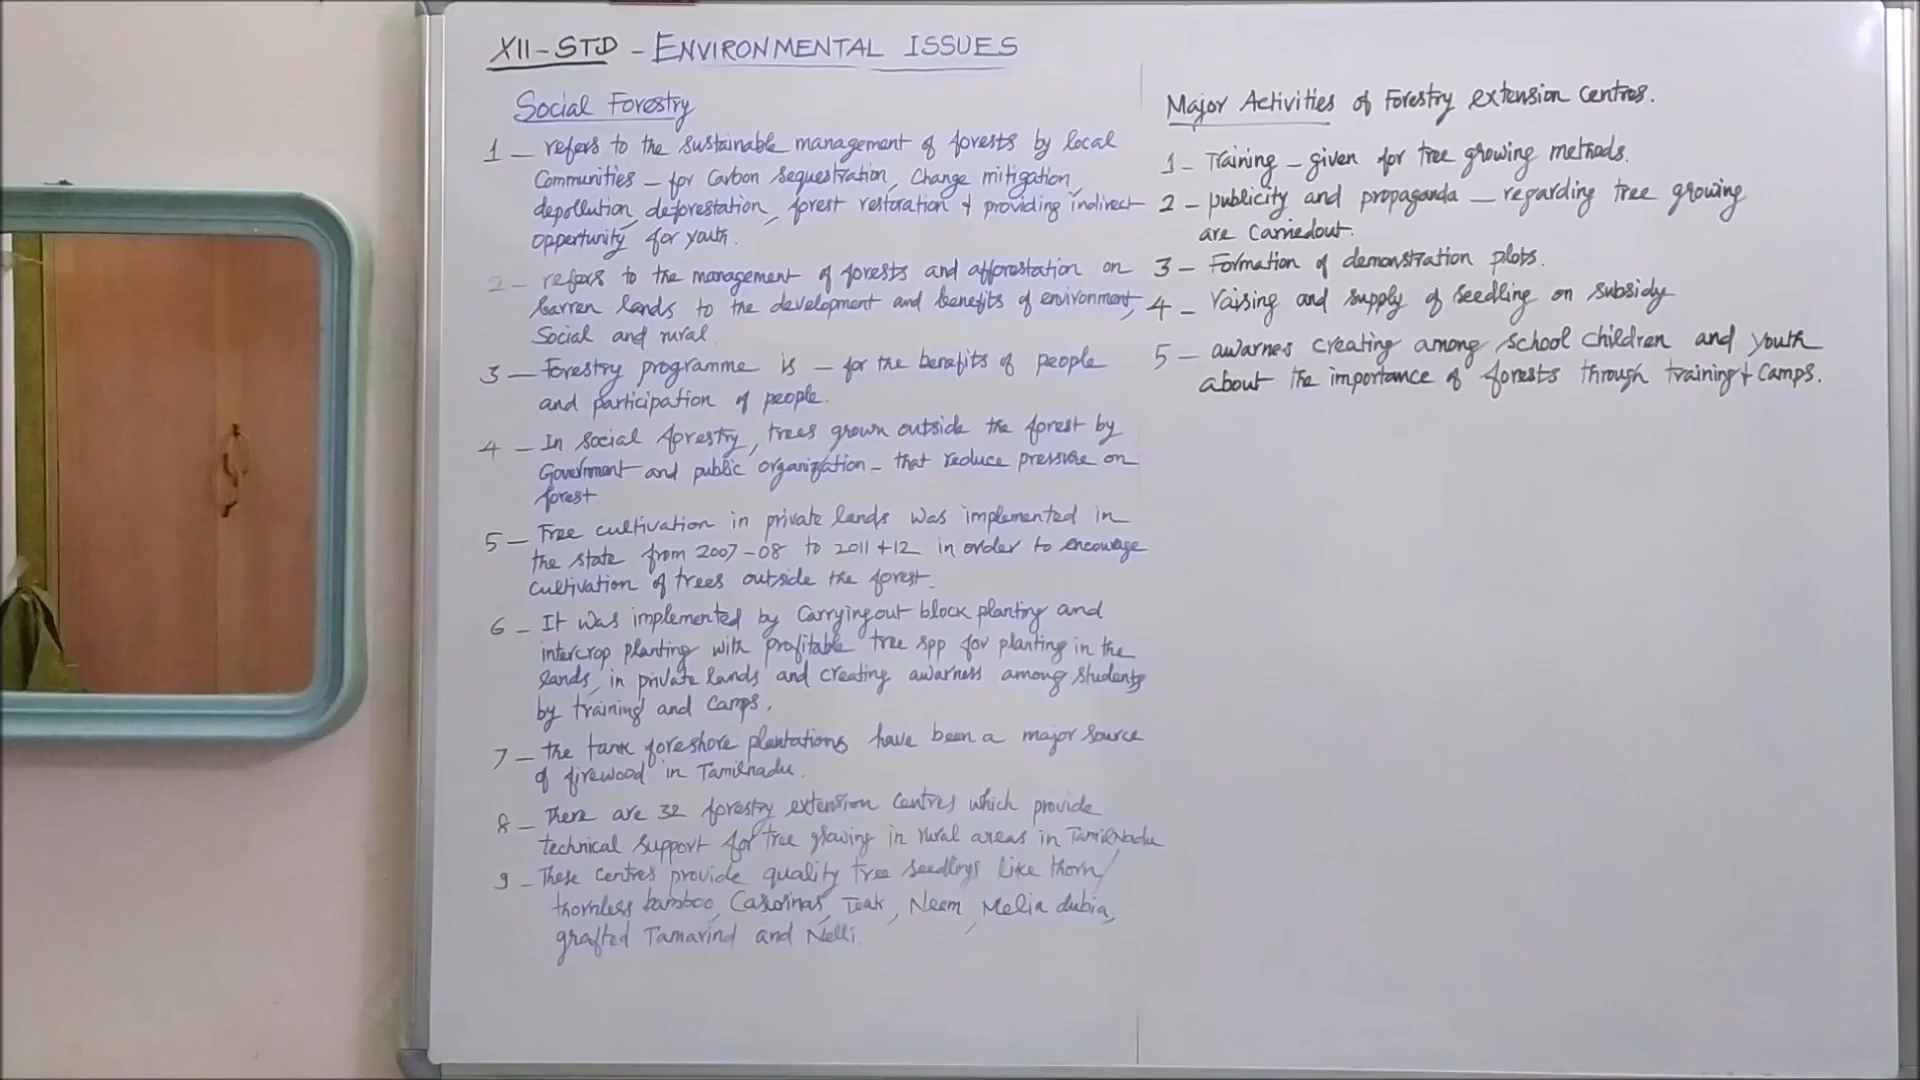 XII-STD - ENVIRONMENTAL ISSUES
Social Forestry
1 - refers to the sustainable management of forests by local
Communities - for Carbon sequestration, Change mitigation,
depollution, deforestation, forest restoration & providing indirect
opportunity for youth.
2 - refers to the management of forests and afforestation on
barren lands to the development and benefits of environment,
Social and rural.
3 - Forestry programme is - for the benefits of people
and participation of people.
4 - In social forestry, trees grown outside the forest by
Government and public organization - that reduce pressure on
forest.
5 - Tree cultivation in private lands was implemented in
the state from 2007-08 to 2011 & 12 in order to encourage
cultivation of trees outside the forest.
6 - It was implemented by Carryingout block planting and
intercrop planting with profitable tree spp for planting in the
lands, in private lands and creating awarness among students
by training and Camps.
7 - the tank foreshore plantations have been a major source
of firewood in Tamilnadu.
8 - There are 32 forestry extension Centres which provide
technical support for tree growing in rural areas in TamilNadu
9 - These Centres provide quality tree seedlings like thorn/
thornless bamboo, Casurinas, Teak, Neem, Melia dubia,
grafted Tamarind and Nelli.
Major Activities of Forestry extension Centres.
1 - Training - given for tree growing methods.
2 - publicity and propaganda - regarding tree growing
are Carriedout.
3 - Formation of demonstration plots.
4 - raising and supply of seedling on subsidy
5 - awarnes creating among school children and youth
about the importance of forests through training & Camps.